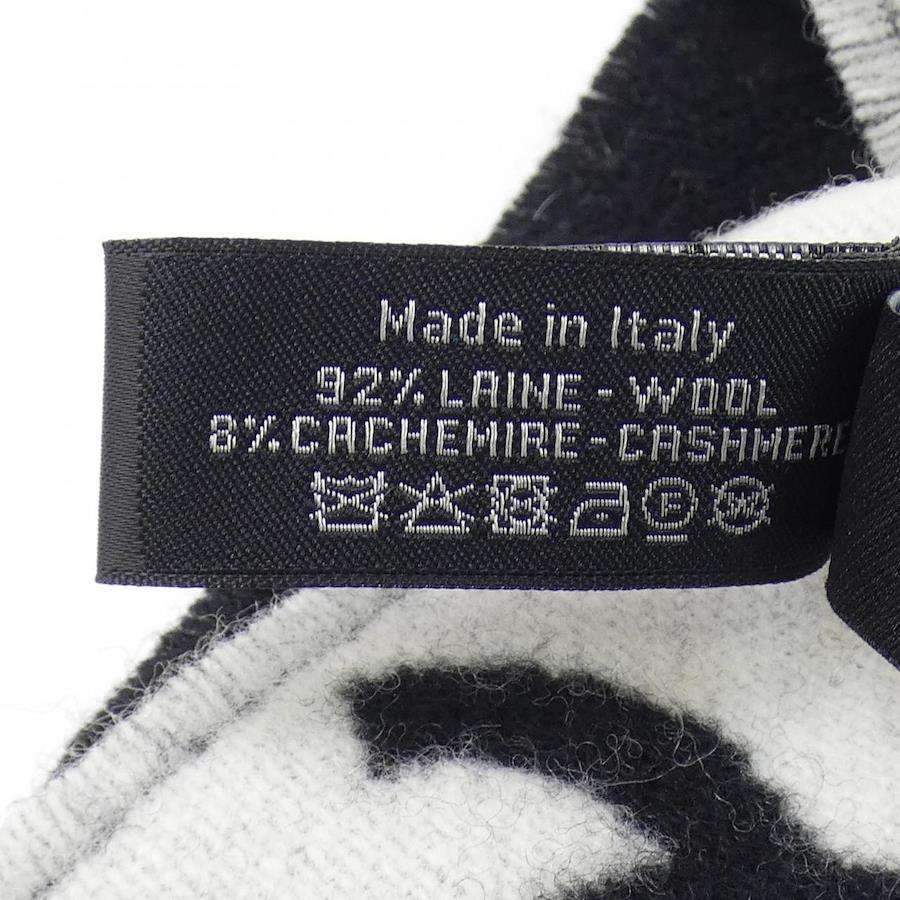 Made in Italy
92% LAINE - WOOL
8% CACHEMIRE - CASHMERE
P W